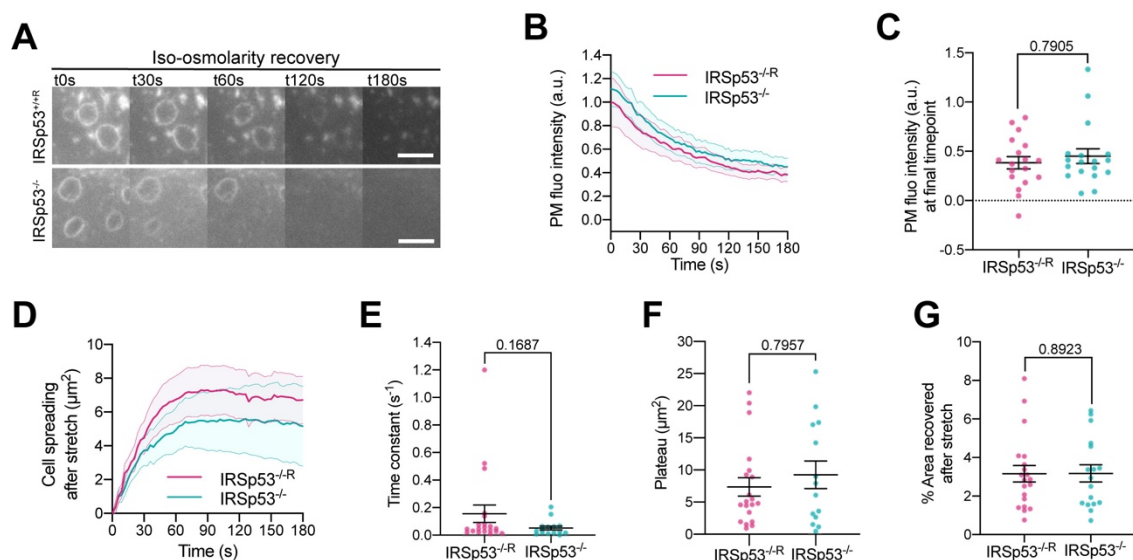 A
Iso-osmolarity recovery
t0s t30s t60s t120s t180s
IRSp53+/+R
IRSp53-/-
B
PM fluo intensity (a.u.)
1.4
1.2
1.0
0.8
0.6
0.4
0.2
0.0
IRSp53-/-R
IRSp53-/-
0 30 60 90 120 150 180
Time (s)
C
PM fluo intensity (a.u.)
at final timepoint
1.5
1.0
0.5
0.0
-0.5
0.7905
IRSp53-/-R IRSp53-/-
D
Cell spreading
after stretch (µm²)
10
8
6
4
2
0
IRSp53-/-R
IRSp53-/-
0 30 60 90 120 150 180
Time (s)
E
Time constant (s-1)
1.4
1.2
1.0
0.8
0.6
0.4
0.2
0.0
0.1687
IRSp53-/-R IRSp53-/-
F
Plateau (µm²)
30
25
20
15
10
5
0
0.7957
IRSp53-/-R IRSp53-/-
G
% Area recovered
after stretch
10
8
6
4
2
0
0.8923
IRSp53-/-R IRSp53-/-